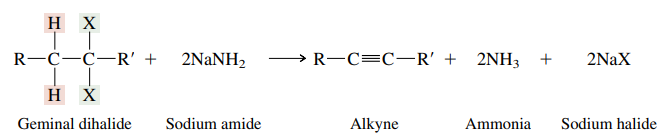 H X
R—C—C—R′ + 2NaNH₂ ⟶ R—C≡C—R′ + 2NH₃ + 2NaX
H X
Geminal dihalide Sodium amide Alkyne Ammonia Sodium halide